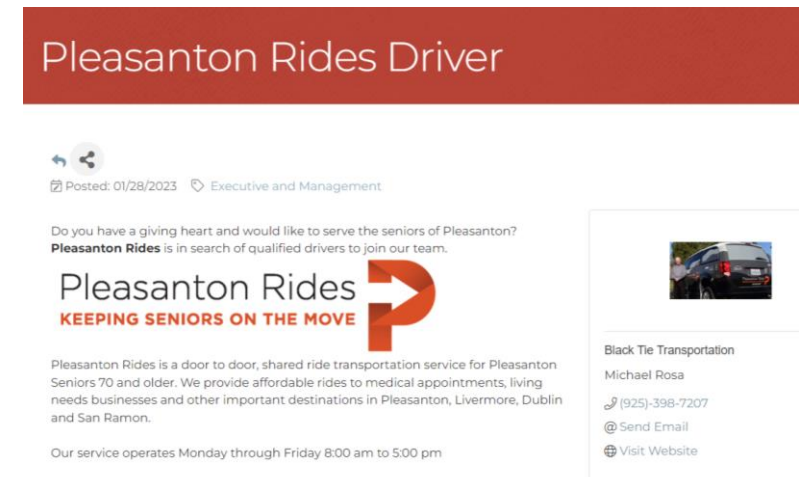 Pleasanton Rides Driver
Posted: 01/28/2023 Executive and Management
Do you have a giving heart and would like to serve the seniors of Pleasanton?
Pleasanton Rides is in search of qualified drivers to join our team.
Pleasanton Rides
KEEPING SENIORS ON THE MOVE
Pleasanton Rides is a door to door, shared ride transportation service for Pleasanton
Seniors 70 and older. We provide affordable rides to medical appointments, living
needs businesses and other important destinations in Pleasanton, Livermore, Dublin
and San Ramon.
Our service operates Monday through Friday 8:00 am to 5:00 pm
Black Tie Transportation
Michael Rosa
(925)-398-7207
Send Email
Visit Website